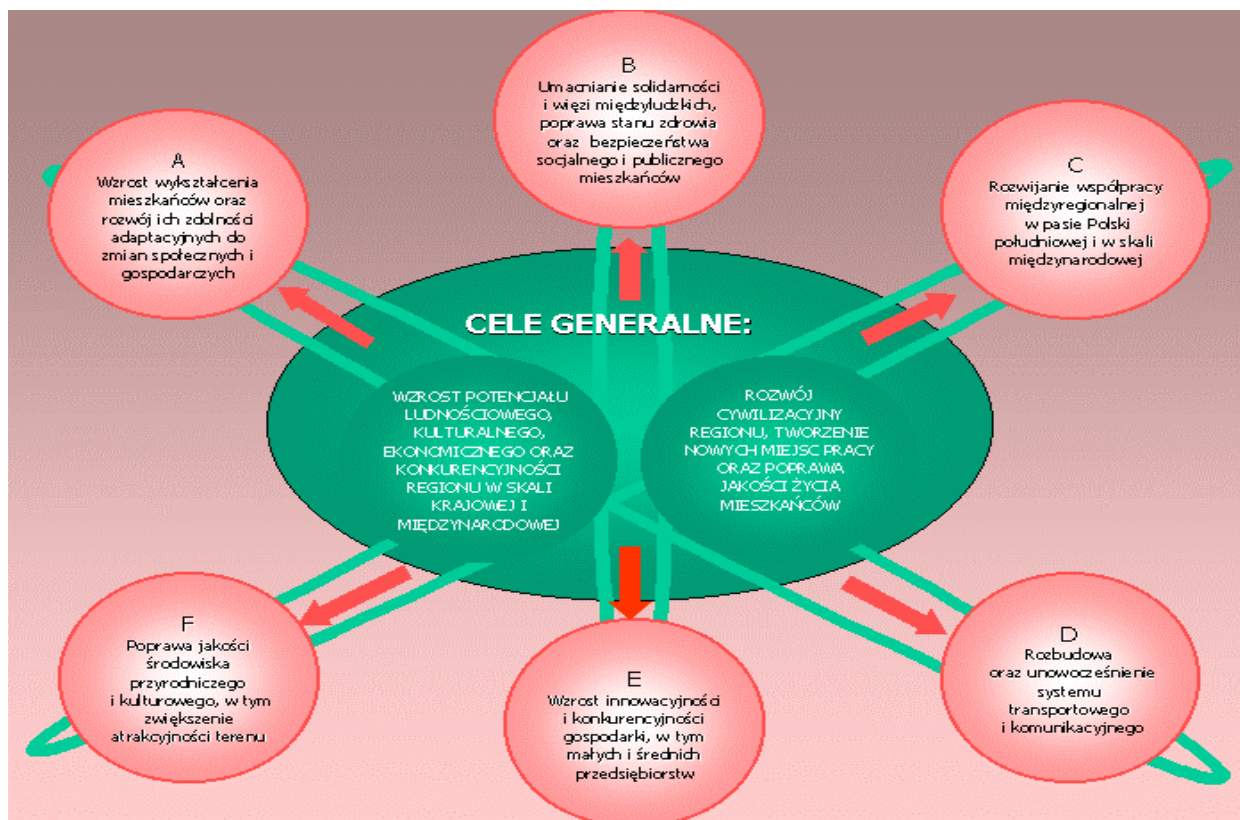 B
Umacnianie solidarności
i więzi międzyludzkich,
poprawa stanu zdrowia
oraz bezpieczeństwa
socjalnego i publicznego
mieszkańców
A
Wzrost wykształcenia
mieszkańców oraz
rozwój ich zdolności
adaptacyjnych do
zmian społecznych i
gospodarczych
C
Rozwijanie współpracy
międzyregionalnej
w pasie Polski
południowej i w skali
międzynarodowej
CELE GENERALNE:
WZROST POTENCJAŁU
LUDNOŚCIOWEGO,
KULTURALNEGO,
EKONOMICZNEGO ORAZ
KONKURENCYJNOŚCI
REGIONU W SKALI
KRAJOWEJ I
MIĘDZYNARODOWEJ
ROZWÓJ
CYWILIZACYJNY
REGIONU, TWORZENIE
NOWYCH MIEJSC PRACY
ORAZ POPRAWA
JAKOŚCI ŻYCIA
MIESZKAŃCÓW
F
Poprawa jakości
środowiska
przyrodniczego
i kulturowego, w tym
zwiększenie
atrakcyjności terenu
E
Wzrost innowacyjności
i konkurencyjności
gospodarki, w tym
małych i średnich
przedsiębiorstw
D
Rozbudowa
oraz unowocześnienie
systemu
transportowego
i komunikacyjnego